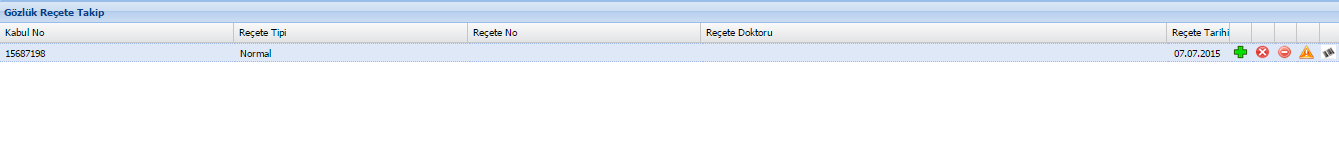 Gözlük Reçete Takip
Kabul No Reçete Tipi Reçete No Reçete Doktoru Reçete Tarihi
15687198 Normal 07.07.2015